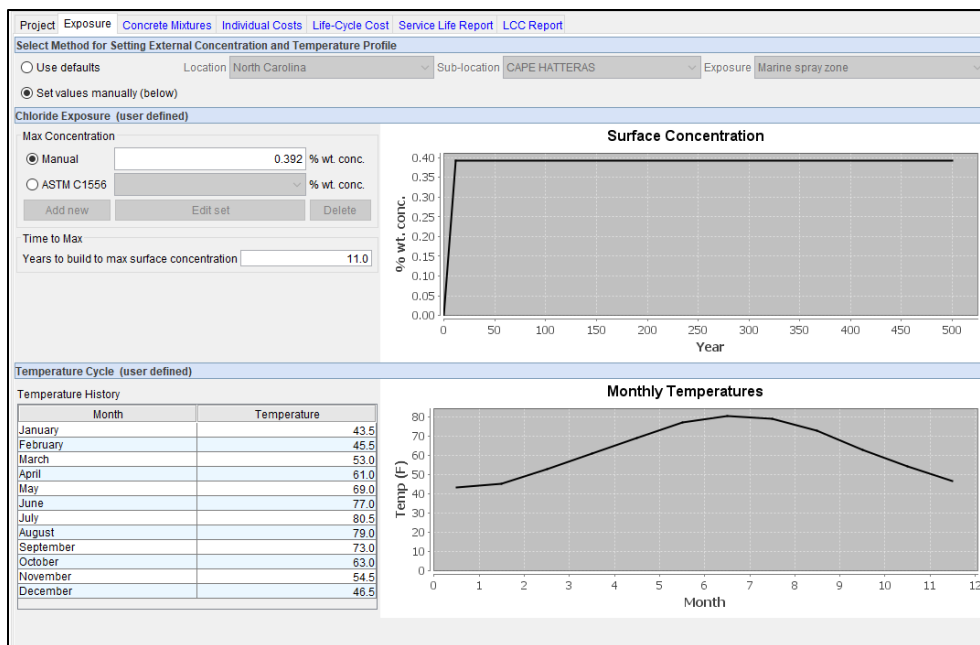 Project Exposure Concrete Mixtures Individual Costs Life-Cycle Cost Service Life Report LCC Report
Select Method for Setting External Concentration and Temperature Profile
Use defaults Location North Carolina Sub-location CAPE HATTERAS Exposure Marine spray zone
Set values manually (below)
Chloride Exposure (user defined)
Max Concentration
Manual 0.392 % wt. conc.
ASTM C1556 % wt. conc.
Add new Edit set Delete
Time to Max
Years to build to max surface concentration 11.0
Surface Concentration
% wt. conc.
0.40
0.35
0.30
0.25
0.20
0.15
0.10
0.05
0.00
0 50 100 150 200 250 300 350 400 450 500
Year
Temperature Cycle (user defined)
Temperature History
Month Temperature
January 43.5
February 45.5
March 53.0
April 61.0
May 69.0
June 77.0
July 80.5
August 79.0
September 73.0
October 63.0
November 54.5
December 46.5
Monthly Temperatures
Temp (F)
80
70
60
50
40
30
20
10
0
0 1 2 3 4 5 6 7 8 9 10 11 12
Month